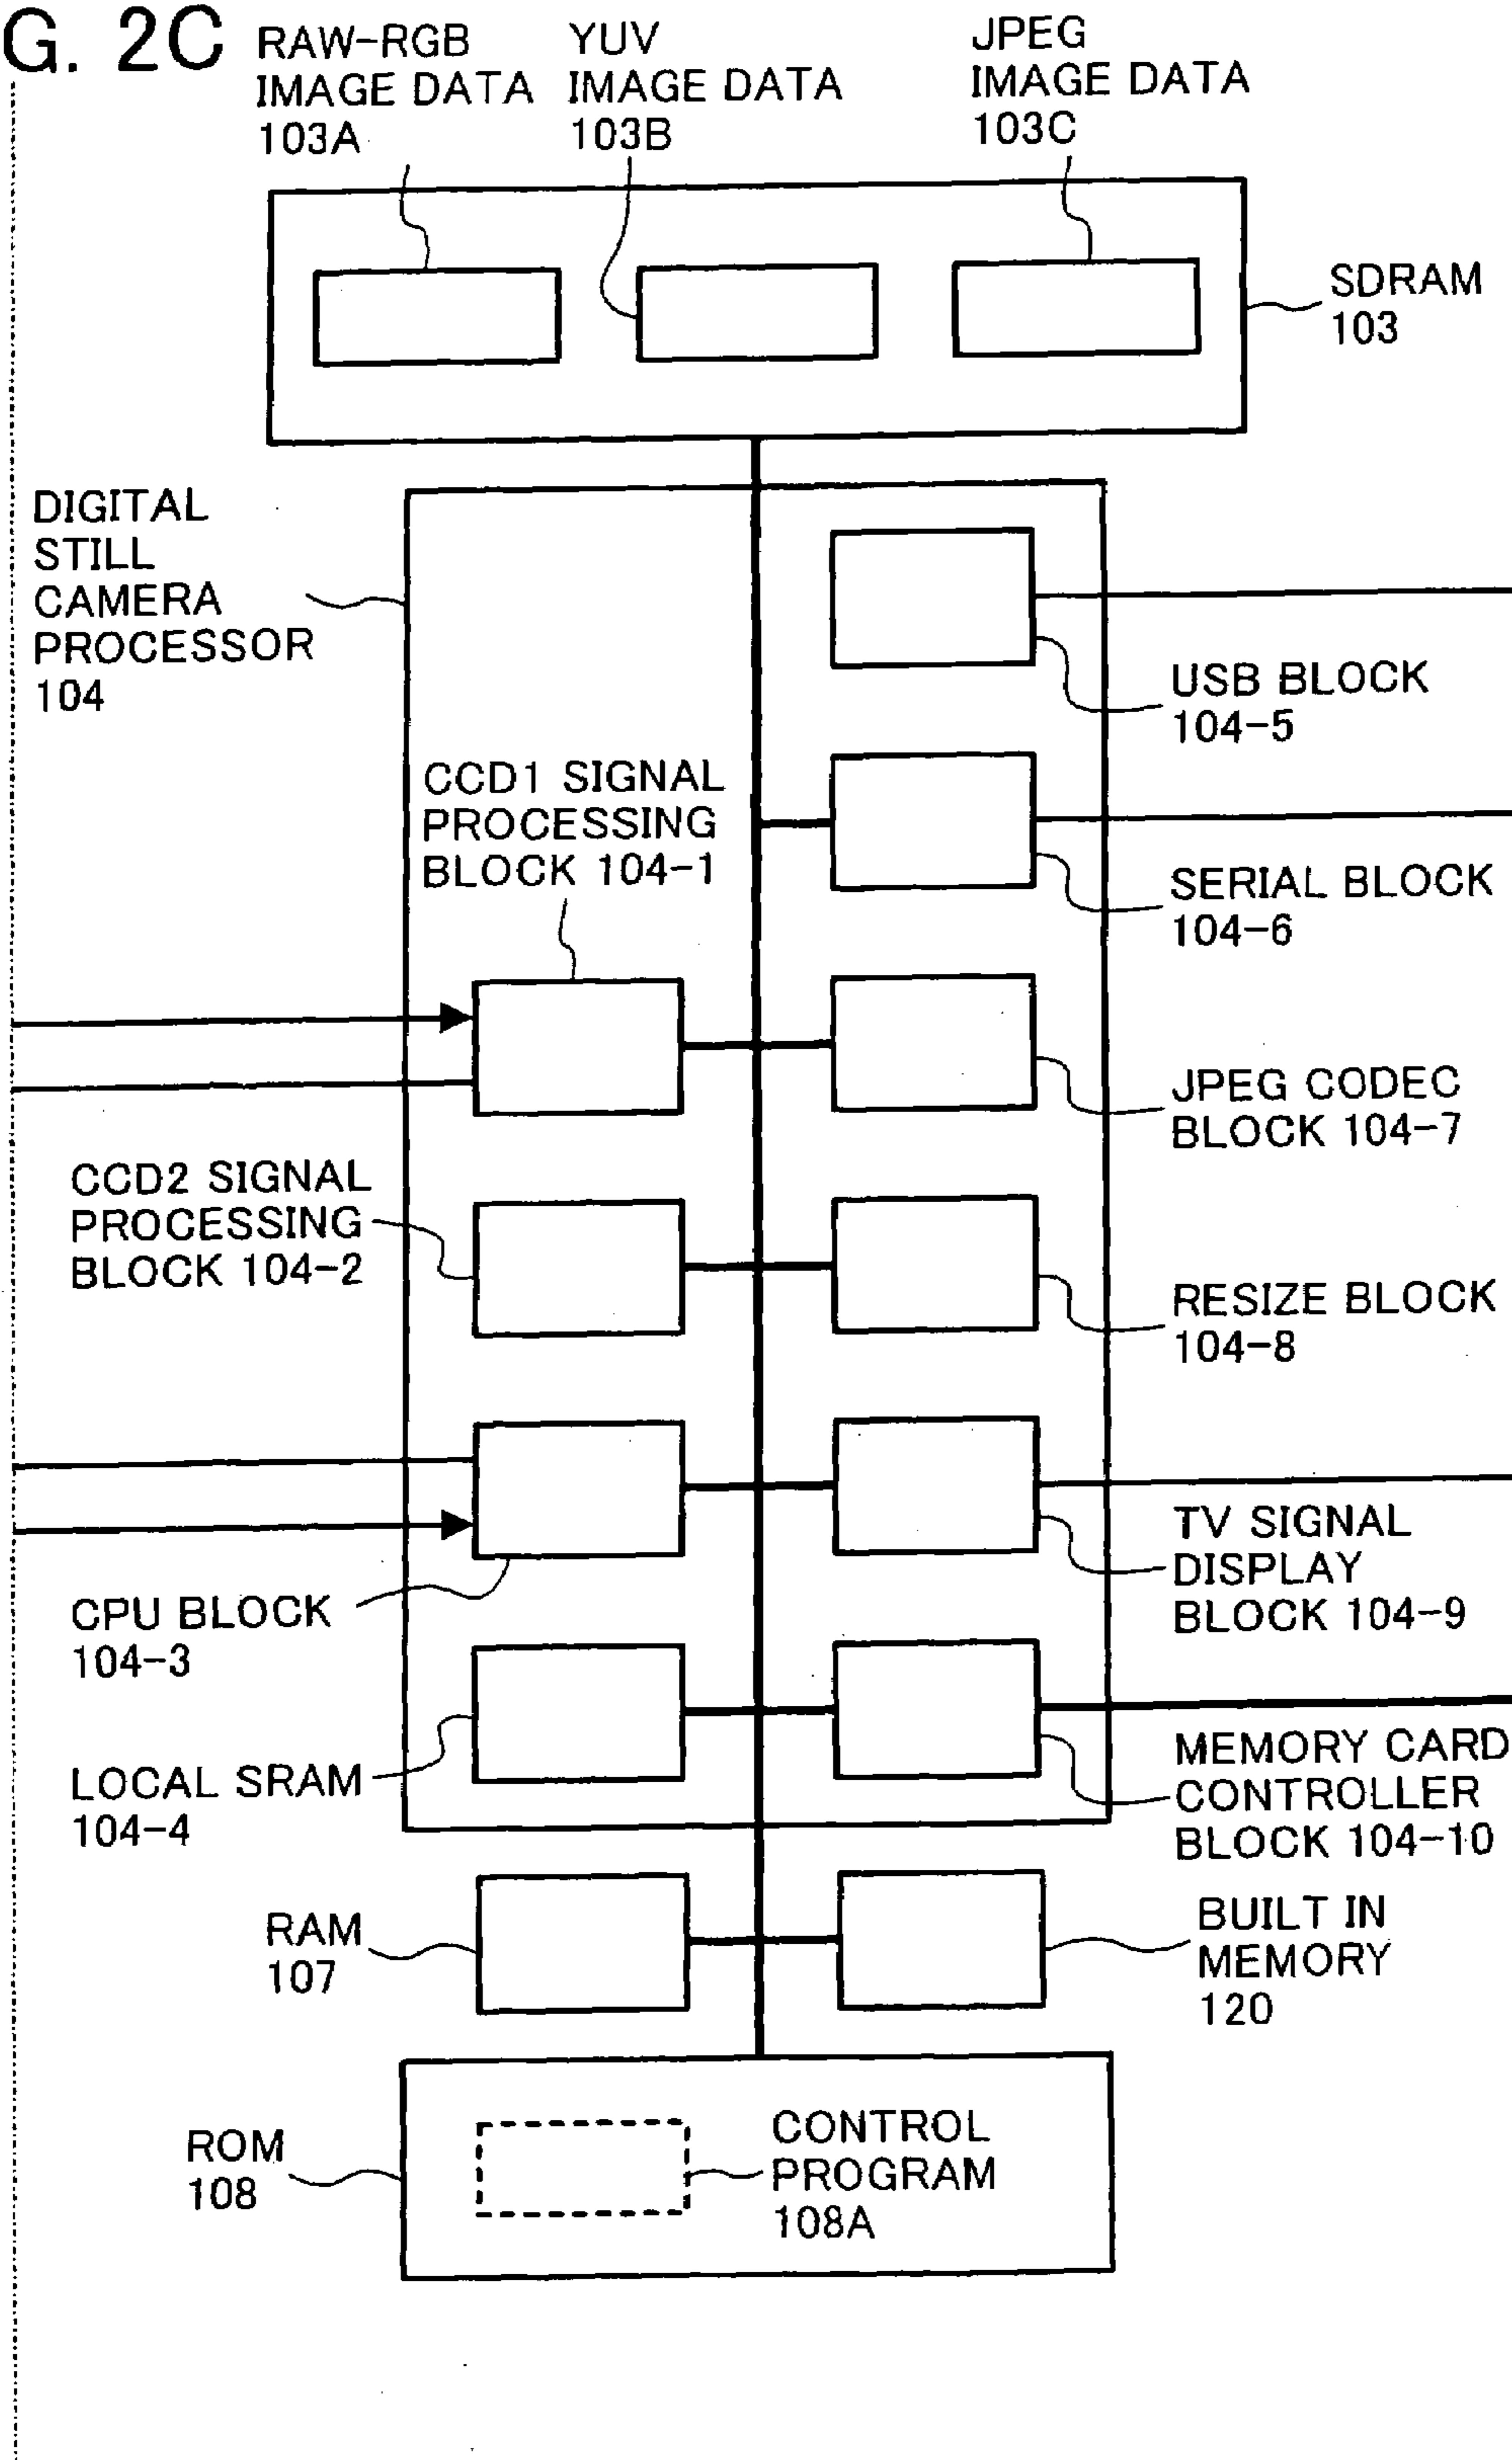 G. 2C
RAW-RGB
IMAGE DATA
103A
YUV
IMAGE DATA
103B
JPEG
IMAGE DATA
103C
SDRAM
103
DIGITAL
STILL
CAMERA
PROCESSOR
104
USB BLOCK
104-5
CCD1 SIGNAL
PROCESSING
BLOCK 104-1
SERIAL BLOCK
104-6
JPEG CODEC
BLOCK 104-7
CCD2 SIGNAL
PROCESSING
BLOCK 104-2
RESIZE BLOCK
104-8
TV SIGNAL
DISPLAY
BLOCK 104-9
CPU BLOCK
104-3
LOCAL SRAM
104-4
MEMORY CARD
CONTROLLER
BLOCK 104-10
RAM
107
BUILT IN
MEMORY
120
ROM
108
CONTROL
PROGRAM
108A